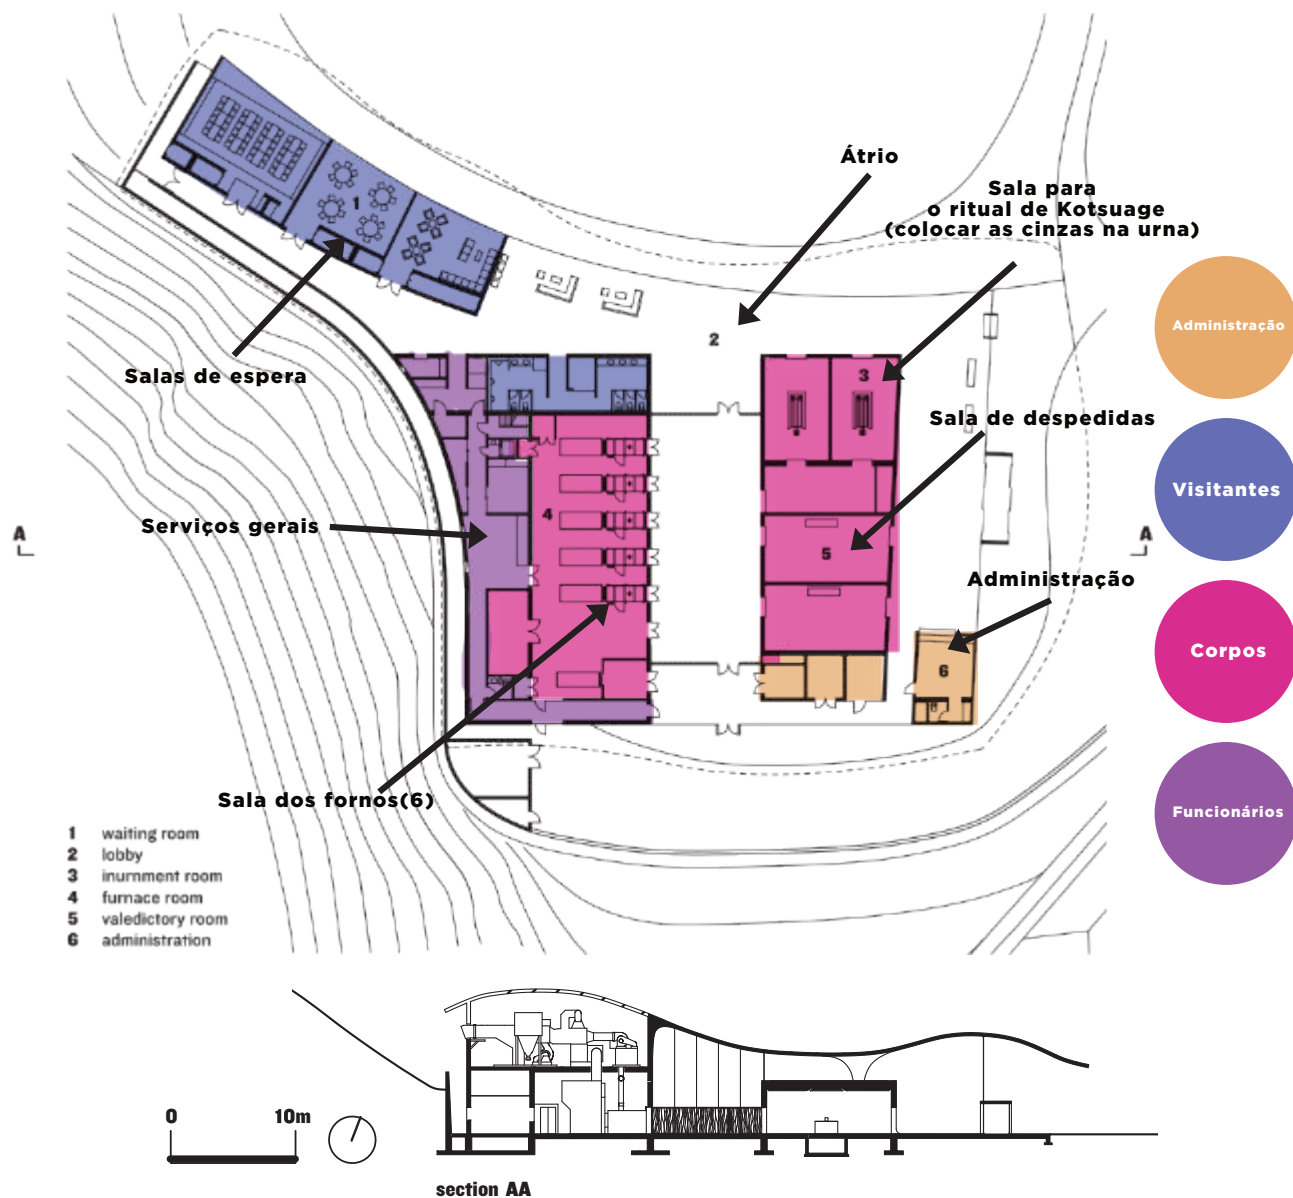 Átrio
Sala para
o ritual de Kotsuage
(colocar as cinzas na urna)
1
Administração
2
Salas de espera
3
Sala de despedidas
Visitantes
4
Serviços gerais
A
A
5
Administração
Corpos
6
Sala dos fornos(6)
Funcionários
1 waiting room
2 lobby
3 inurnment room
4 furnace room
5 valedictory room
6 administration
0 10m
section AA